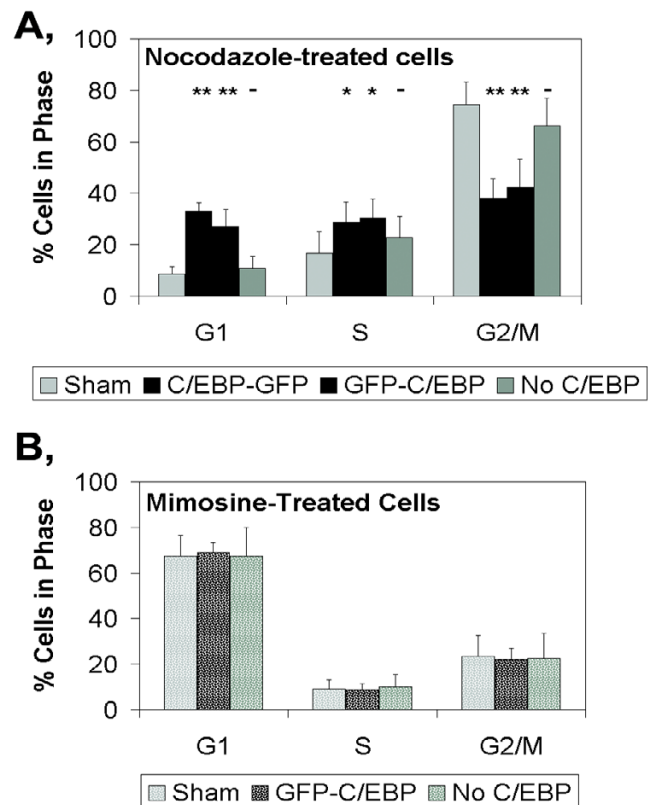 A,
100
80
60
40
20
0
% Cells in Phase
Nocodazole-treated cells
** ** - * * - ** ** -
G1 S G2/M
Sham C/EBP-GFP GFP-C/EBP No C/EBP
B,
100
80
60
40
20
0
% Cells in Phase
Mimosine-Treated Cells
G1 S G2/M
Sham GFP-C/EBP No C/EBP